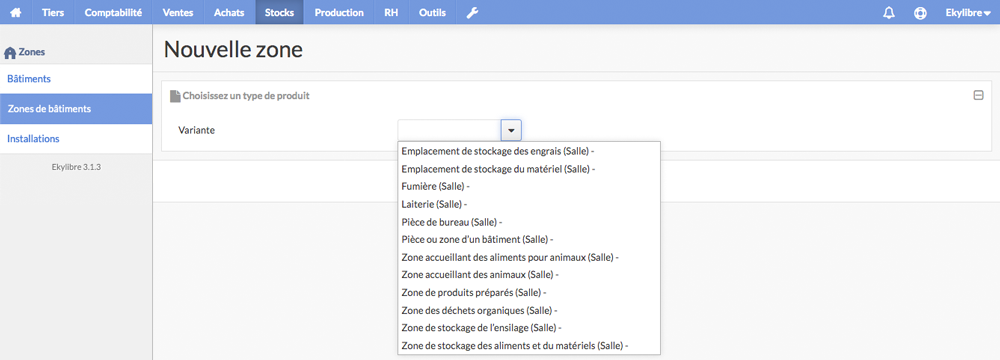 Tiers Comptabilité Ventes Achats Stocks Production RH Outils Ekylibre
Zones
Bâtiments
Zones de bâtiments
Installations
Ekylibre 3.1.3
Nouvelle zone
Choisissez un type de produit
Variante
Emplacement de stockage des engrais (Salle) -
Emplacement de stockage du matériel (Salle) -
Fumière (Salle) -
Laiterie (Salle) -
Pièce de bureau (Salle) -
Pièce ou zone d'un bâtiment (Salle) -
Zone accueillant des aliments pour animaux (Salle) -
Zone accueillant des animaux (Salle) -
Zone de produits préparés (Salle) -
Zone des déchets organiques (Salle) -
Zone de stockage de l'ensilage (Salle) -
Zone de stockage des aliments et du matériels (Salle) -